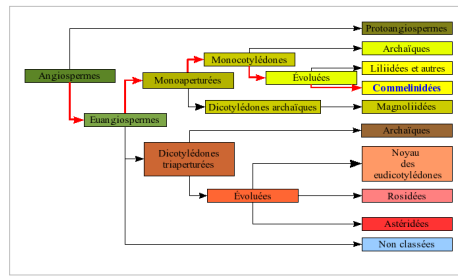 Protoangiospermes
Archaïques
Monocotylédones
Liliidées et autres
Évoluées
Angiospermes
Monoaperturées
Commelinidées
Dicotylédones archaïques
Magnoliidées
Euangiospermes
Archaïques
Dicotylédones
triaperturées
Noyau
des
eudicotylédones
Évoluées
Rosidées
Astéridées
Non classées